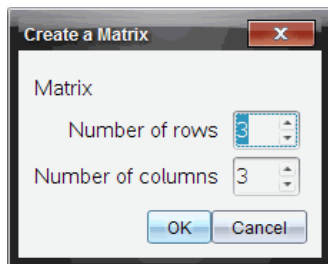 Create a Matrix
x
Matrix
Number of rows 3
Number of columns 3
OK Cancel